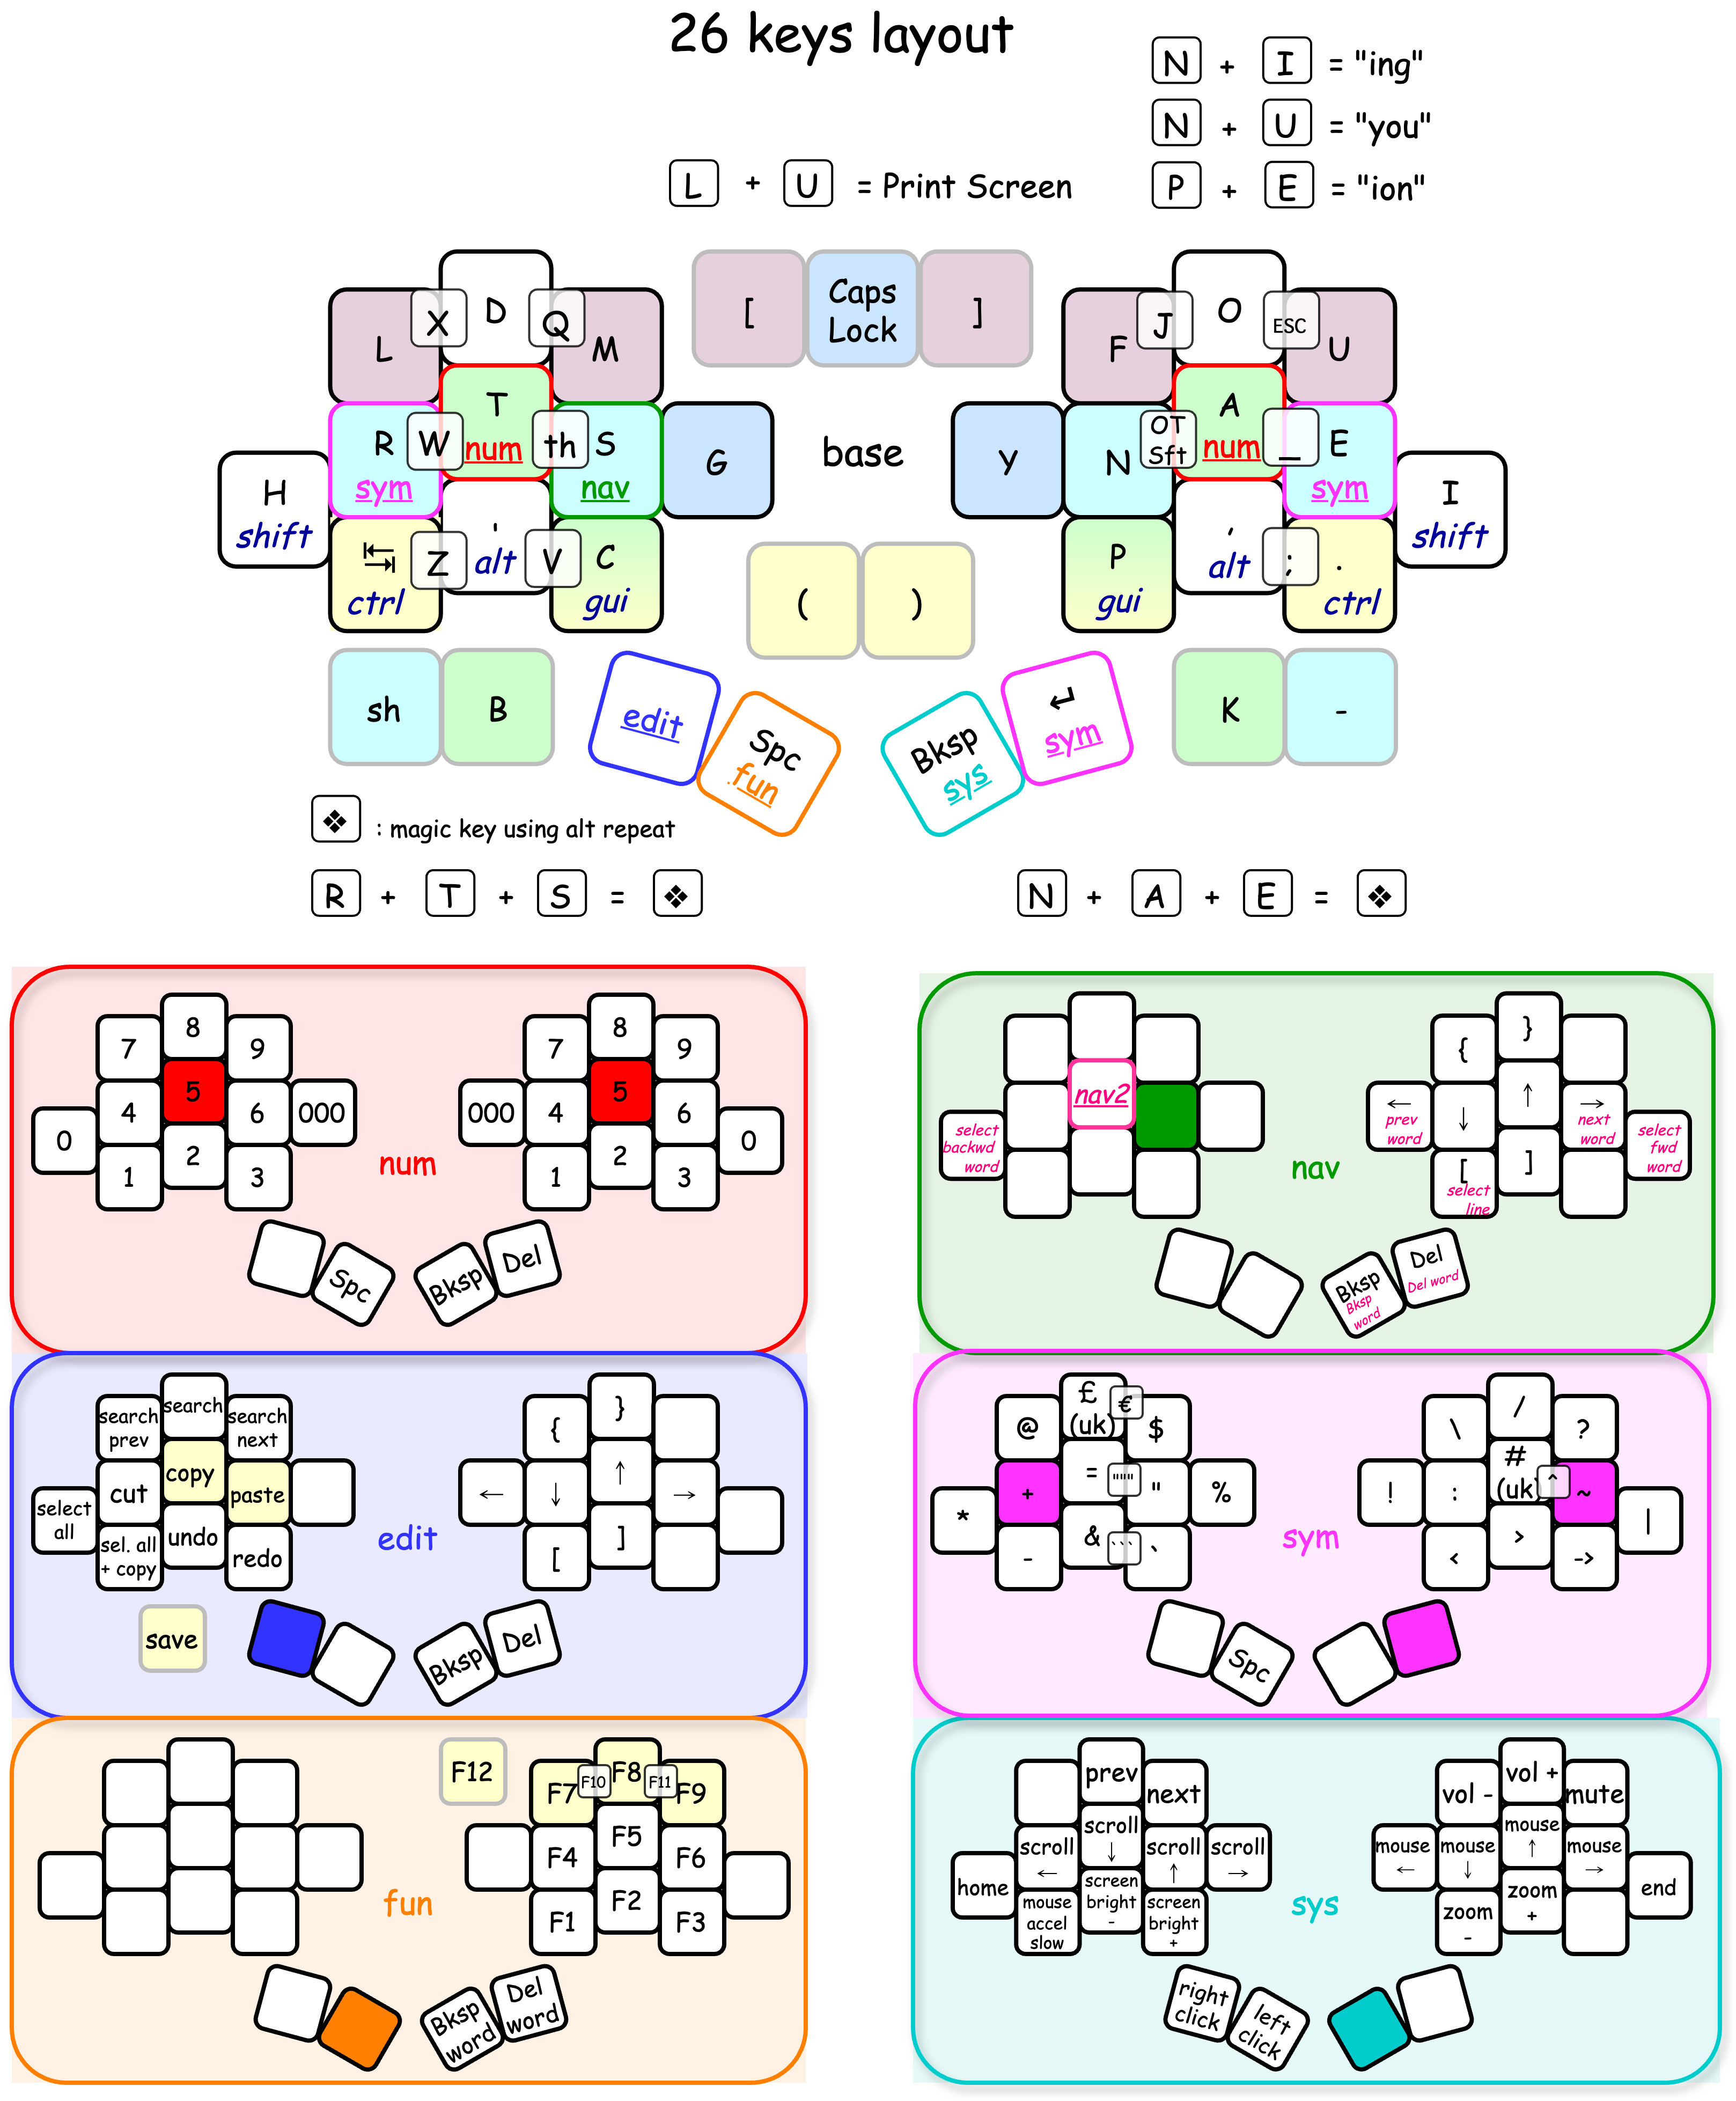 26 keys layout
N + I = "ing"
N + U = "you"
L + U = Print Screen
P + E = "ion"
L X D Q M
[ Caps Lock ]
F J O ESC U
H shift
R sym
W
T num
th
S nav
G
base
Y
N
OT Sft
A num
_
E sym
I shift
⇤⇥ ctrl
Z
' alt
V
C gui
( )
P gui
, alt
;
. ctrl
sh B
edit
Spc fun
Bksp sys
↵ sym
K -
❖ : magic key using alt repeat
R + T + S = ❖
N + A + E = ❖
7 8 9
4 5 6 000
0
1 2 3
num
7 8 9
000 4 5 6
0
1 2 3
Spc
Bksp
Del
nav2
select backwd word
nav
{ }
← prev word
↓
↑
→ next word
select fwd word
[ select line
]
Bksp Bksp word
Del Del word
search prev
search
search next
cut
copy
paste
select all
sel. all + copy
undo
redo
save
edit
{ }
← ↓ ↑ →
[ ]
Bksp
Del
@
£ (uk)
€
$
*
+
=
"""
"
%
-
&
```
`
sym
\ / ?
!
:
# (uk)
^
~
|
< > ->
Spc
fun
F12
F7 F10 F8 F11 F9
F4 F5 F6
F1 F2 F3
Bksp word
Del word
prev
next
home
scroll ←
scroll ↓
scroll ↑
scroll →
mouse accel slow
screen bright -
screen bright +
sys
vol -
vol +
mute
mouse ←
mouse ↓
mouse ↑
mouse →
end
zoom -
zoom +
right click
left click